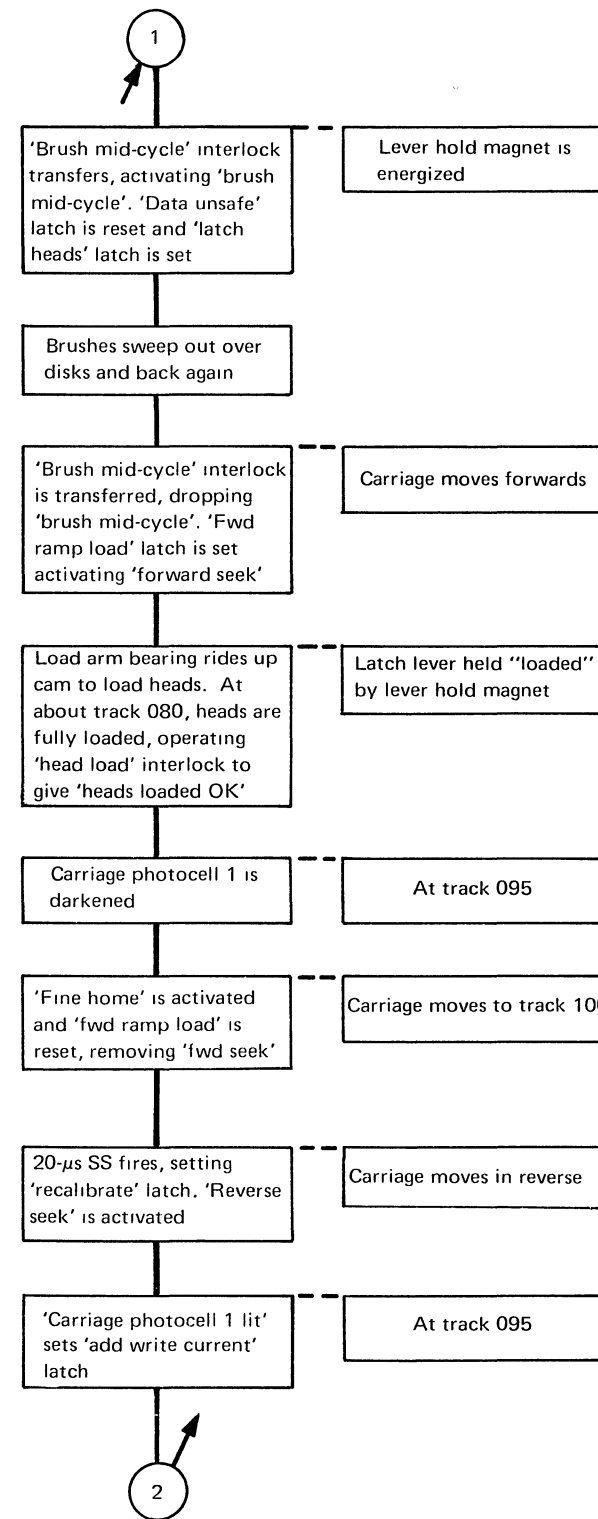 1
'Brush mid-cycle' interlock
transfers, activating 'brush
mid-cycle'. 'Data unsafe'
latch is reset and 'latch
heads' latch is set
Lever hold magnet is
energized
Brushes sweep out over
disks and back again
'Brush mid-cycle' interlock
is transferred, dropping
'brush mid-cycle'. 'Fwd
ramp load' latch is set
activating 'forward seek'
Carriage moves forwards
Load arm bearing rides up
cam to load heads. At
about track 080, heads are
fully loaded, operating
'head load' interlock to
give 'heads loaded OK'
Latch lever held "loaded"
by lever hold magnet
Carriage photocell 1 is
darkened
At track 095
'Fine home' is activated
and 'fwd ramp load' is
reset, removing 'fwd seek'
Carriage moves to track
20-μs SS fires, setting
'recalibrate' latch. 'Reverse
seek' is activated
Carriage moves in reverse
'Carriage photocell 1 lit'
sets 'add write current'
latch
At track 095
2